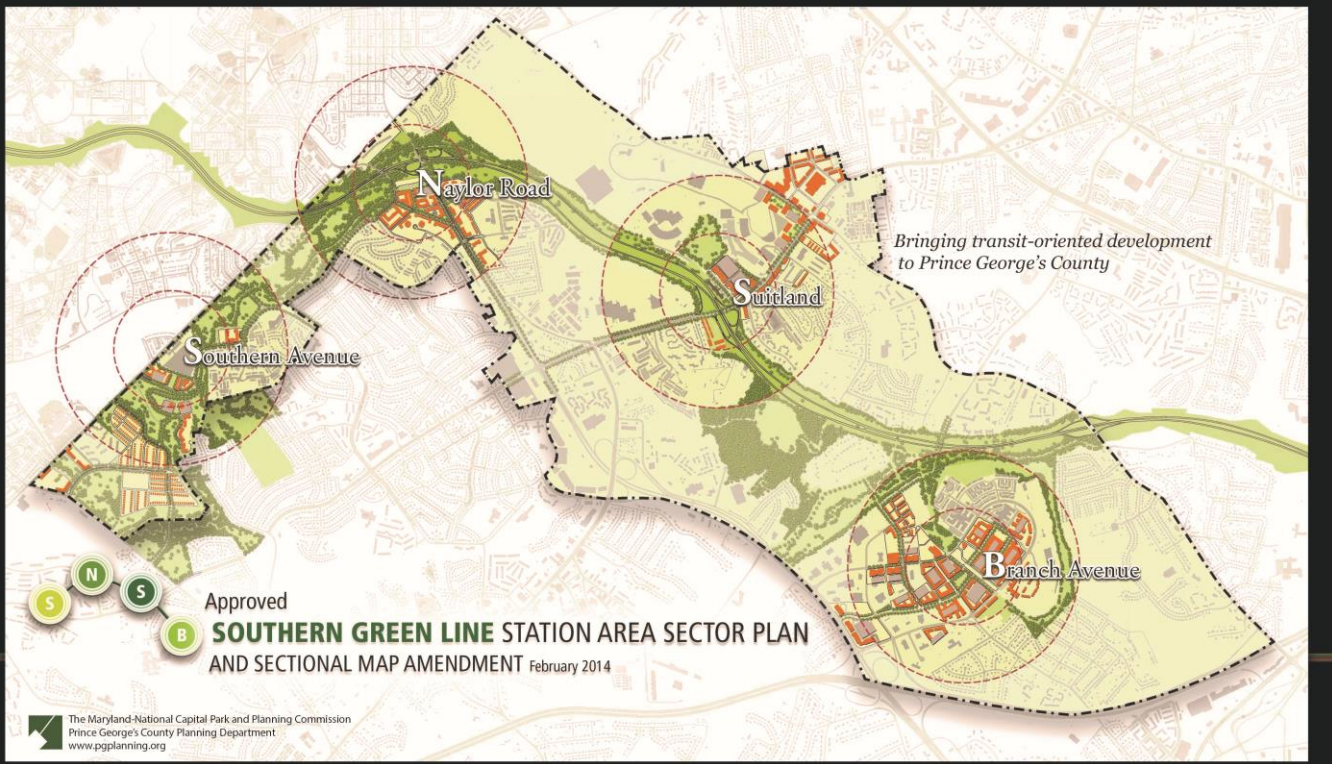 Naylor Road
Bringing transit-oriented development
to Prince George's County
Suitland
Southern Avenue
Branch Avenue
S
N
S
B
Approved
SOUTHERN GREEN LINE STATION AREA SECTOR PLAN
AND SECTIONAL MAP AMENDMENT February 2014
The Maryland-National Capital Park and Planning Commission
Prince George's County Planning Department
www.pgplanning.org